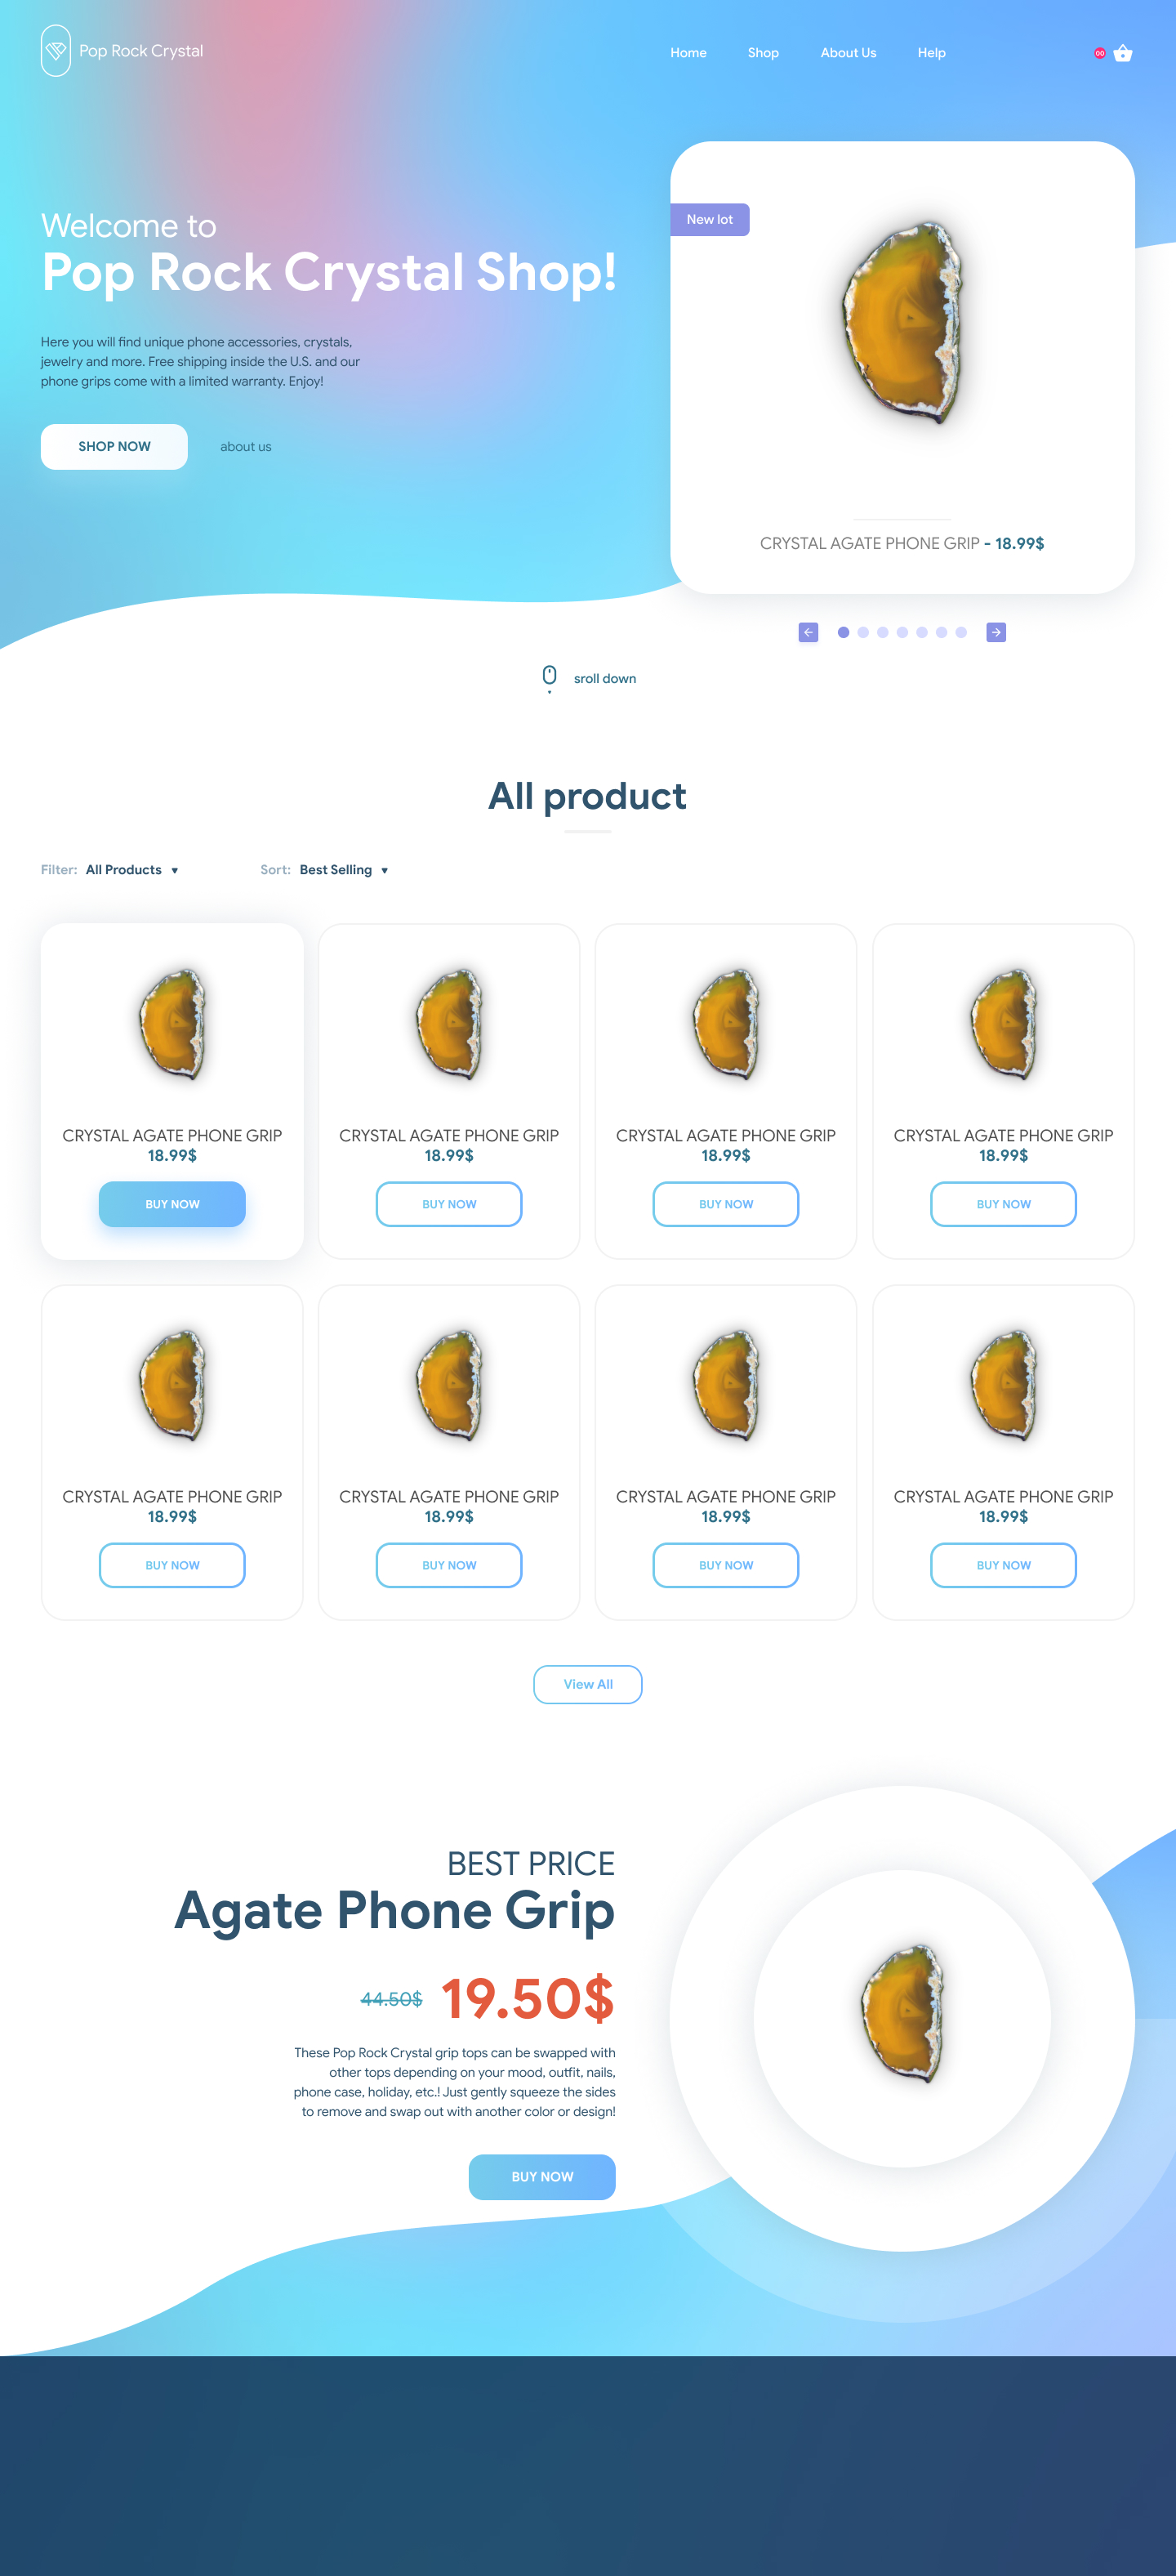 Pop Rock Crystal
Home
Shop
About Us
Help
00
Welcome to
Pop Rock Crystal Shop!
Here you will find unique phone accessories, crystals,
jewelry and more. Free shipping inside the U.S. and our
phone grips come with a limited warranty. Enjoy!
SHOP NOW
about us
New lot
CRYSTAL AGATE PHONE GRIP - 18.99$
sroll down
All product
Filter: All Products
Sort: Best Selling
CRYSTAL AGATE PHONE GRIP
18.99$
BUY NOW
CRYSTAL AGATE PHONE GRIP
18.99$
BUY NOW
CRYSTAL AGATE PHONE GRIP
18.99$
BUY NOW
CRYSTAL AGATE PHONE GRIP
18.99$
BUY NOW
CRYSTAL AGATE PHONE GRIP
18.99$
BUY NOW
CRYSTAL AGATE PHONE GRIP
18.99$
BUY NOW
CRYSTAL AGATE PHONE GRIP
18.99$
BUY NOW
CRYSTAL AGATE PHONE GRIP
18.99$
BUY NOW
View All
BEST PRICE
Agate Phone Grip
44.50$ 19.50$
These Pop Rock Crystal grip tops can be swapped with
other tops depending on your mood, outfit, nails,
phone case, holiday, etc.! Just gently squeeze the sides
to remove and swap out with another color or design!
BUY NOW